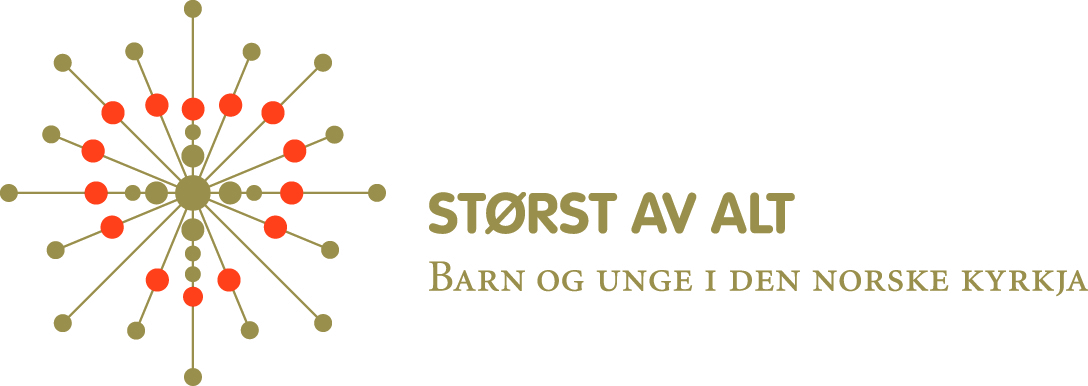 STØRST AV ALT
BARN OG UNGE I DEN NORSKE KYRKJA